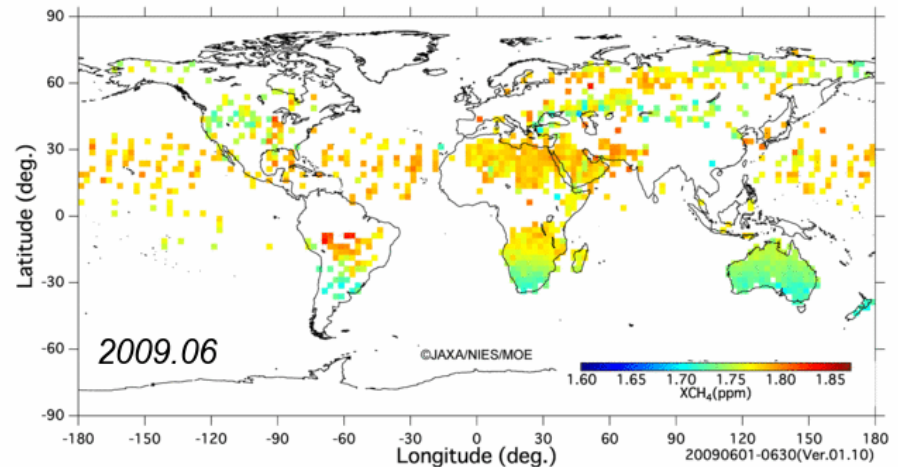 90
60
30
0
-30
-60
-90
Latitude (deg.)
2009.06
©JAXA/NIES/MOE
1.60 1.65 1.70 1.75 1.80 1.85
XCH₄(ppm)
-180 -150 -120 -90 -60 -30 0 30 60 90 120 150 180
Longitude (deg.)
20090601-0630(Ver.01.10)